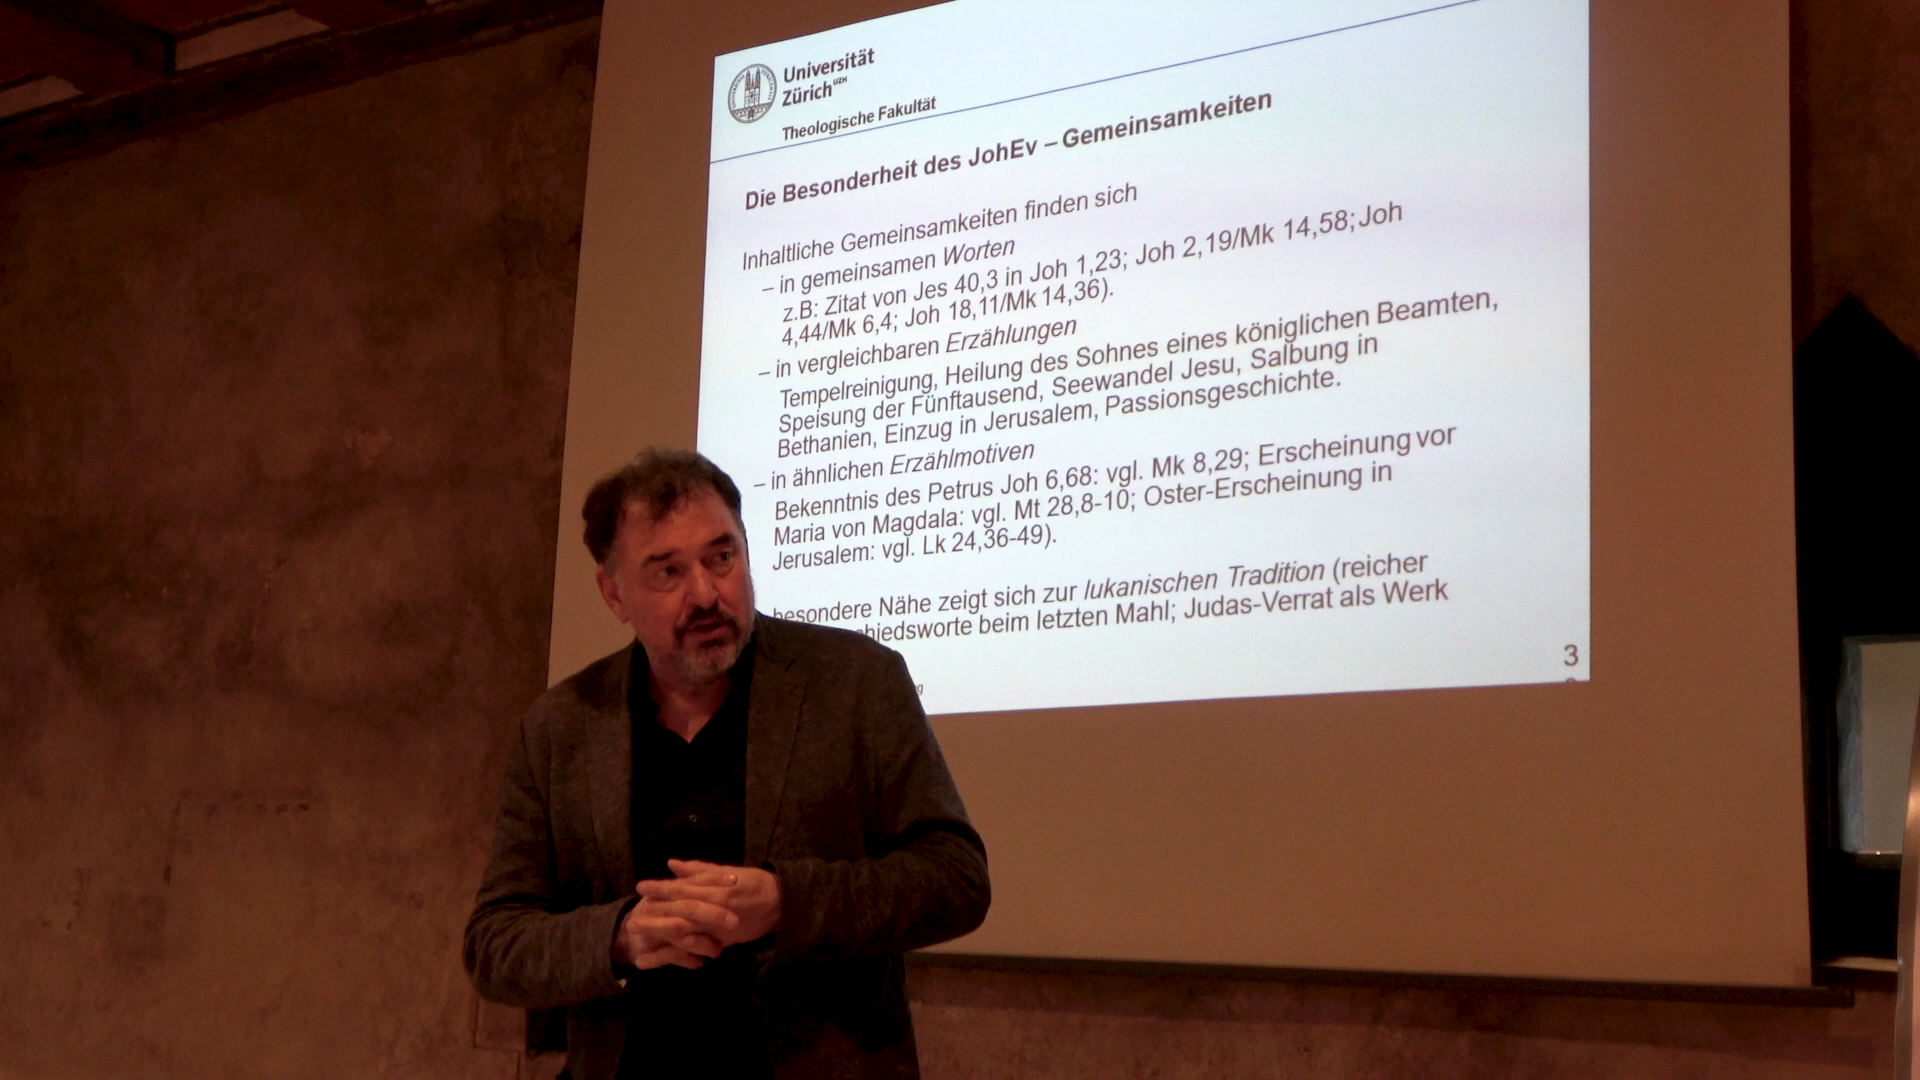 Universität
Zürich UZH
Theologische Fakultät
Die Besonderheit des JohEv – Gemeinsamkeiten
Inhaltliche Gemeinsamkeiten finden sich
– in gemeinsamen Worten
z.B: Zitat von Jes 40,3 in Joh 1,23; Joh 2,19/Mk 14,58; Joh
4,44/Mk 6,4; Joh 18,11/Mk 14,36).
– in vergleichbaren Erzählungen
Tempelreinigung, Heilung des Sohnes eines königlichen Beamten,
Speisung der Fünftausend, Seewandel Jesu, Salbung in
Bethanien, Einzug in Jerusalem, Passionsgeschichte.
– in ähnlichen Erzählmotiven
Bekenntnis des Petrus Joh 6,68: vgl. Mk 8,29; Erscheinung vor
Maria von Magdala: vgl. Mt 28,8-10; Oster-Erscheinung in
Jerusalem: vgl. Lk 24,36-49).
besondere Nähe zeigt sich zur lukanischen Tradition (reicher
beim letzten Mahl; Judas-Verrat als Werk
3